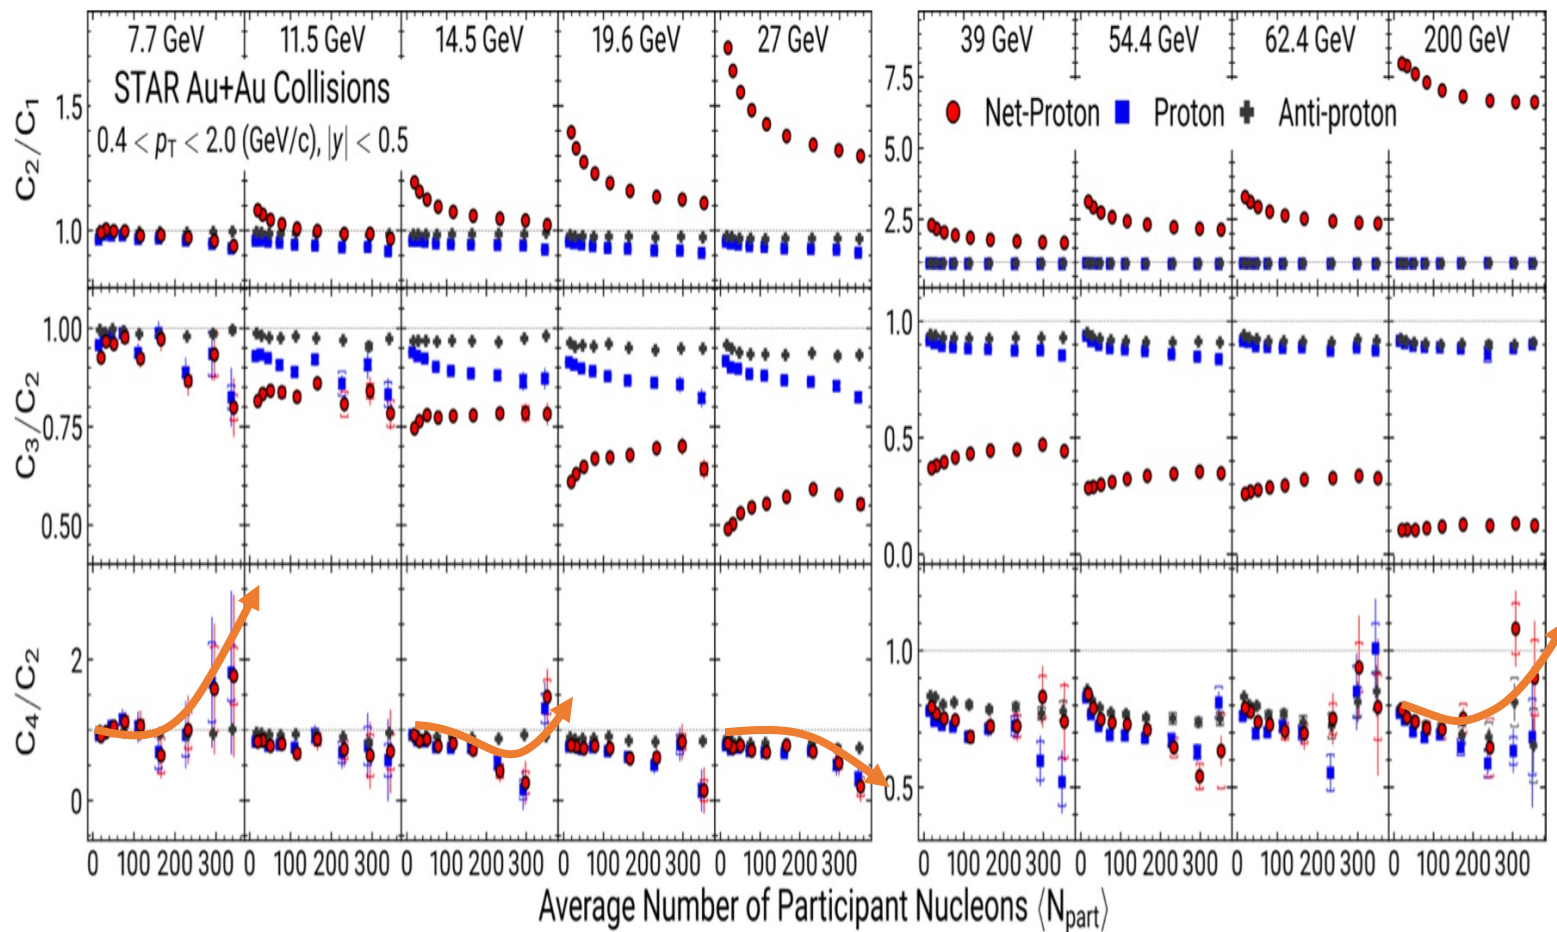 7.7 GeV 11.5 GeV 14.5 GeV 19.6 GeV 27 GeV 39 GeV 54.4 GeV 62.4 GeV 200 GeV
STAR Au+Au Collisions
0.4 < p_T < 2.0 (GeV/c), |y| < 0.5
Net-Proton Proton Anti-proton
C₂/C₁
1.5
1.0
7.5
5.0
2.5
C₃/C₂
1.00
0.75
0.50
1.0
0.5
0.0
C₄/C₂
2
1
0
1.0
0.5
0 100 200 300 0 100 200 300 0 100 200 300 0 100 200 300 0 100 200 300 0 100 200 300 0 100 200 300 0 100 200 300 0 100 200 300
Average Number of Participant Nucleons ⟨N_part⟩